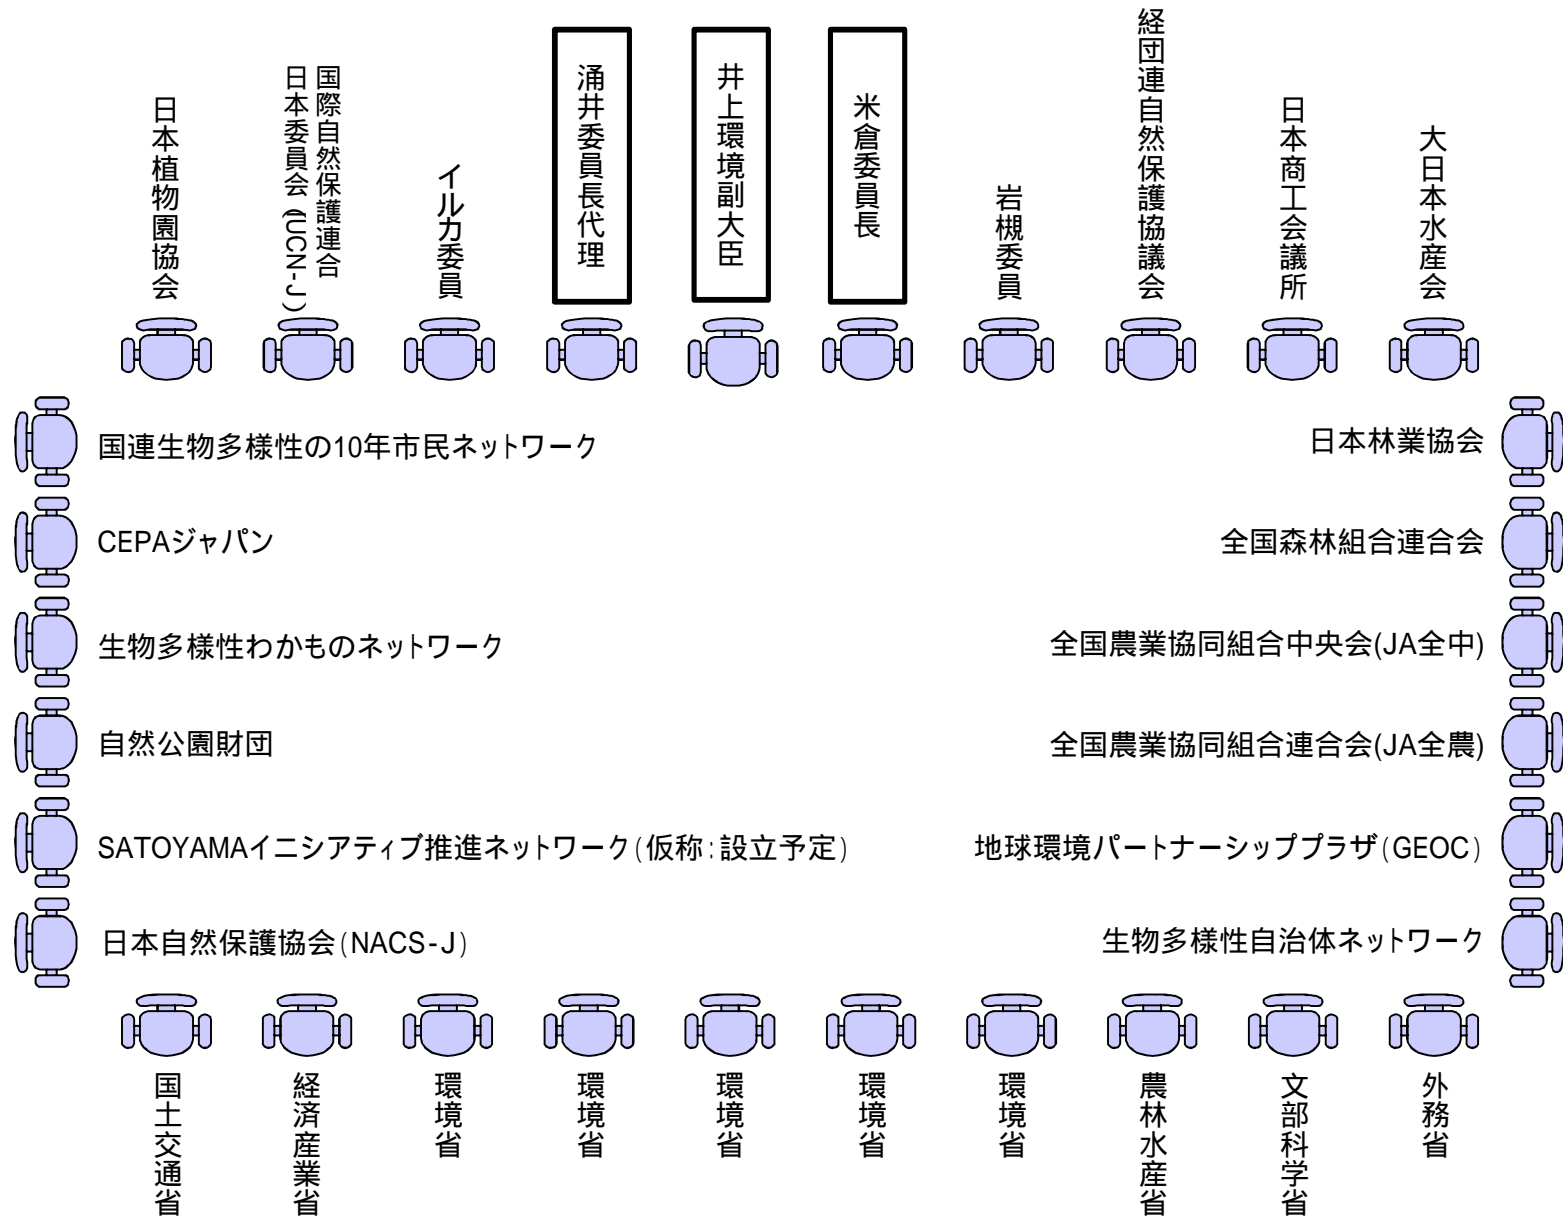 日本植物園協会
国際自然保護連合
日本委員会(IUCN-J)
イルカ委員
涌井委員長代理
井上環境副大臣
米倉委員長
岩槻委員
経団連自然保護協議会
日本商工会議所
大日本水産会
国連生物多様性の10年市民ネットワーク
日本林業協会
CEPAジャパン
全国森林組合連合会
生物多様性わかものネットワーク
全国農業協同組合中央会(JA全中)
自然公園財団
全国農業協同組合連合会(JA全農)
SATOYAMAイニシアティブ推進ネットワーク(仮称:設立予定)
地球環境パートナーシッププラザ(GEOC)
日本自然保護協会(NACS-J)
生物多様性自治体ネットワーク
国土交通省
経済産業省
環境省
環境省
環境省
環境省
環境省
農林水産省
文部科学省
外務省